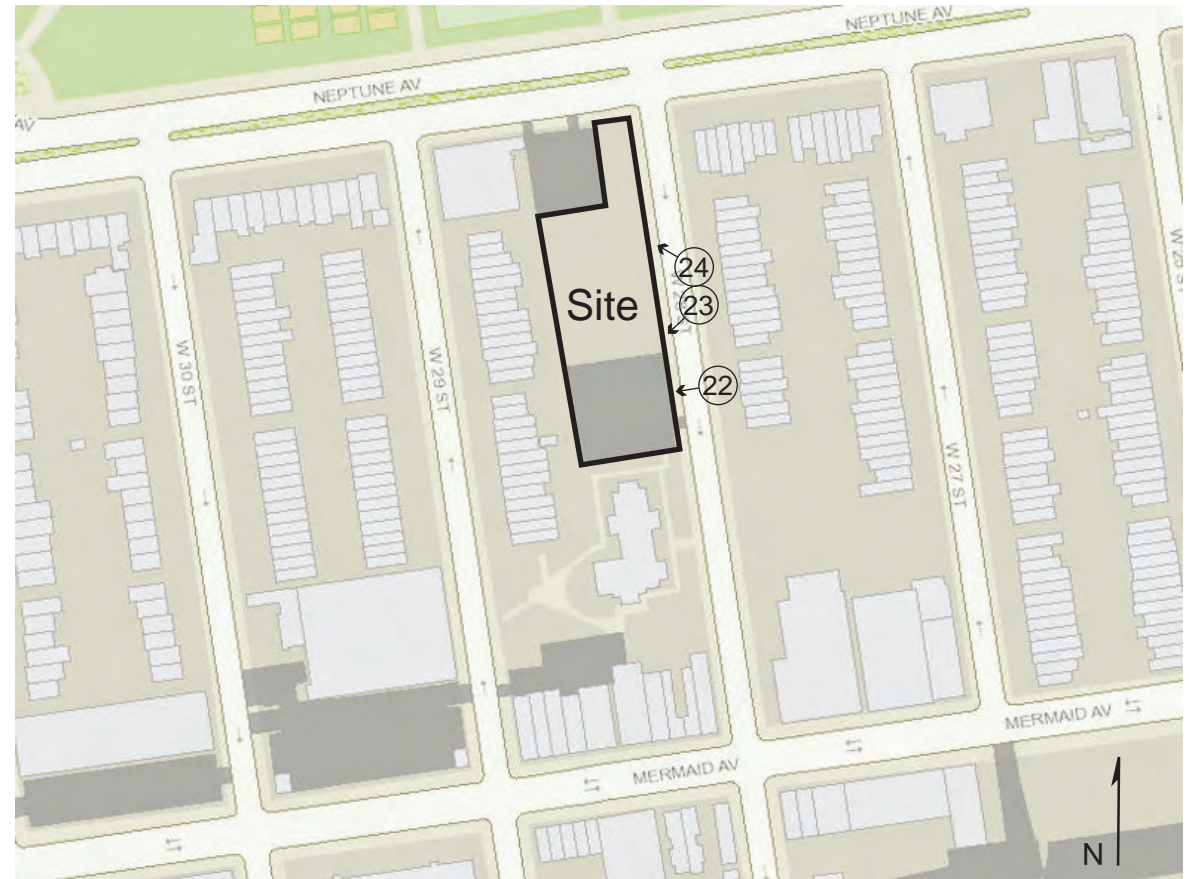 NEPTUNE AV
NEPTUNE AV
AV
24
Site
23
W 30 ST
W 29 ST
22
W 27 ST
MERMAID AV
MERMAID AV
N